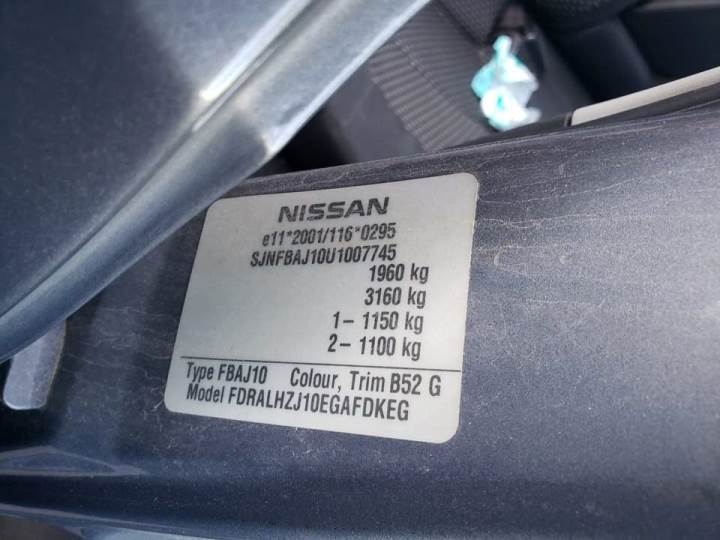 NISSAN
e11*2001/116*0295
SJNFBAJ10U1007745
1960 kg
3160 kg
1- 1150 kg
2- 1100 kg
Type FBAJ10 Colour, Trim B52 G
Model FDRALHZJ10EGAFDKEG